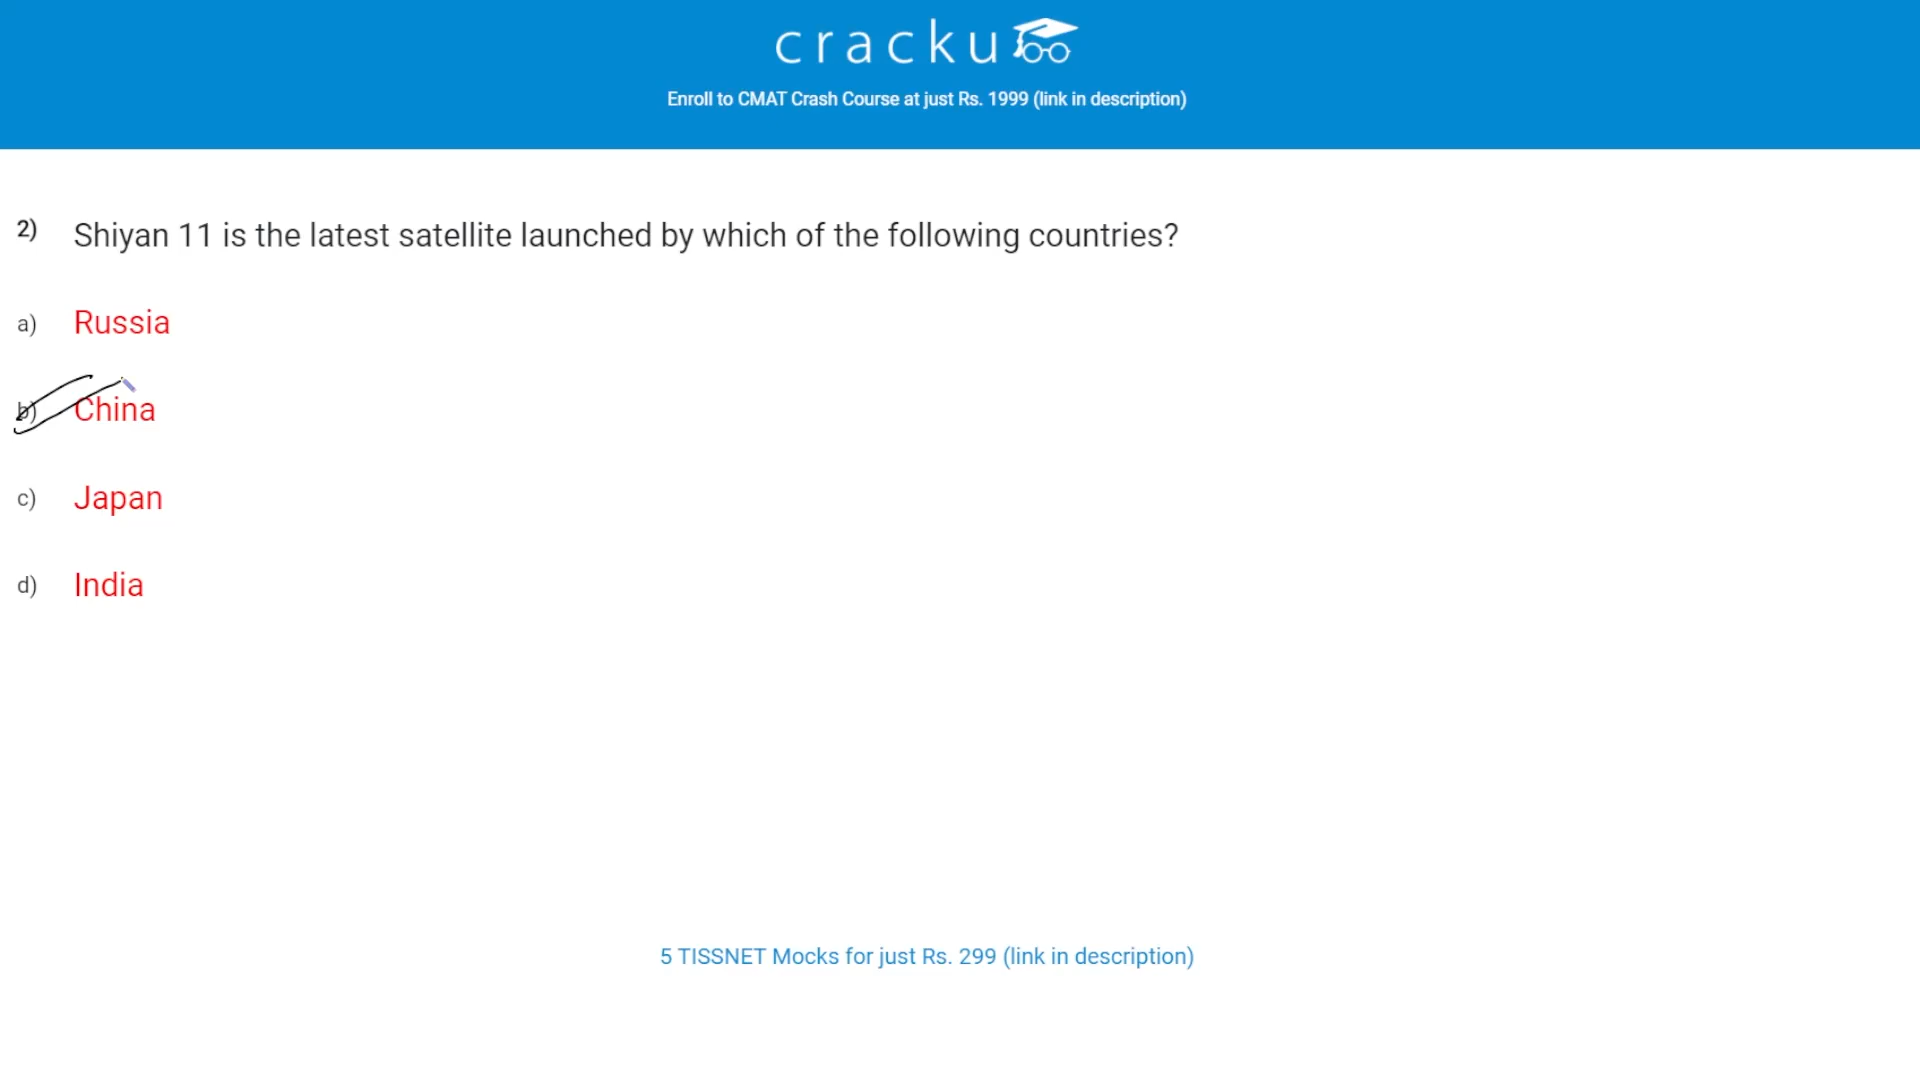 cracku
Enroll to CMAT Crash Course at just Rs. 1999 (link in description)
2) Shiyan 11 is the latest satellite launched by which of the following countries?
a) Russia
b) China
c) Japan
d) India
5 TISSNET Mocks for just Rs. 299 (link in description)